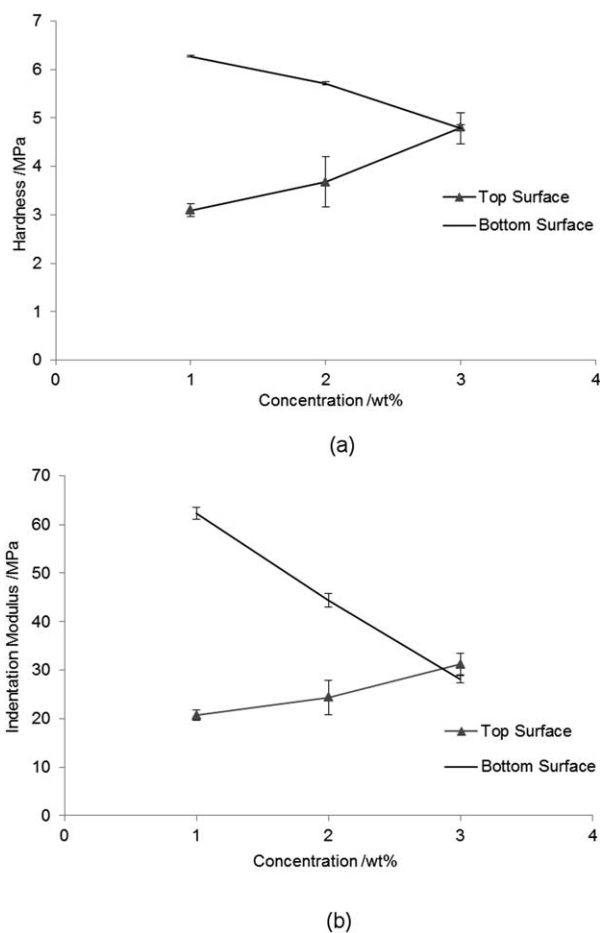 7
6
5
4
3
2
1
0
Hardness /MPa
Top Surface
Bottom Surface
0 1 2 3 4
Concentration /wt%
(a)
70
60
50
40
30
20
10
0
Indentation Modulus /MPa
Top Surface
Bottom Surface
0 1 2 3 4
Concentration /wt%
(b)